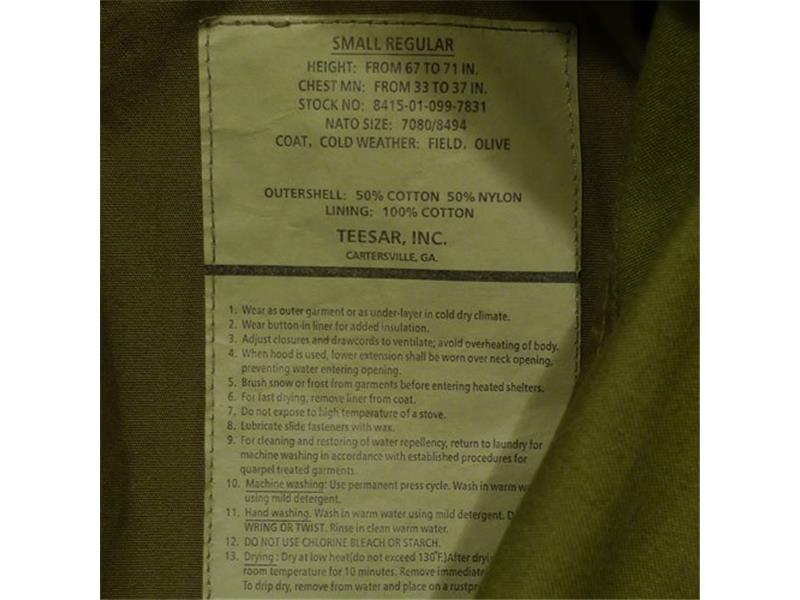 SMALL REGULAR
HEIGHT: FROM 67 TO 71 IN.
CHEST MN: FROM 33 TO 37 IN.
STOCK NO: 8415-01-099-7831
NATO SIZE: 7080/8494
COAT, COLD WEATHER: FIELD, OLIVE
OUTERSHELL: 50% COTTON 50% NYLON
LINING: 100% COTTON
TEESAR, INC.
CARTERSVILLE, GA.
1. Wear as outer garment or as under-layer in cold dry climate.
2. Wear button-in liner for added insulation.
3. Adjust closures and drawcords to ventilate; avoid overheating of body.
4. When hood is used, lower extension shall be worn over neck opening,
preventing water entering opening.
5. Brush snow or frost from garments before entering heated shelters.
6. For fast drying, remove liner from coat.
7. Do not expose to high temperature of a stove.
8. Lubricate slide fasteners with wax.
9. For cleaning and restoring of water repellency, return to laundry for
machine washing in accordance with established procedures for
quarpel treated garments.
10. Machine washing: Use permanent press cycle. Wash in warm
using mild detergent.
11. Hand washing. Wash in warm water using mild detergent.
WRING OR TWIST. Rinse in clean warm water.
12. DO NOT USE CHLORINE BLEACH OR STARCH.
13. Drying: Dry at low heat(do not exceed 130°F.)After
room temperature for 10 minutes. Remove
To drip dry, remove from water and place on a